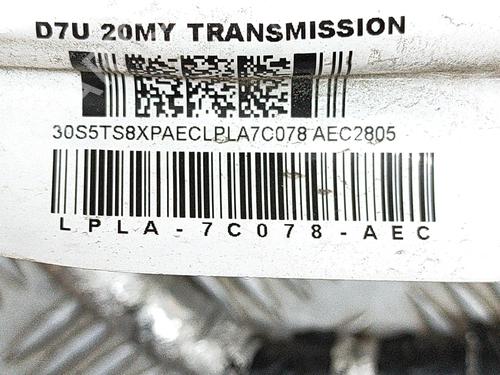 D7U 20MY TRANSMISSION
30S5TS8XPAECLPLA7C078 AEC2805
LPLA-7C078-AEC